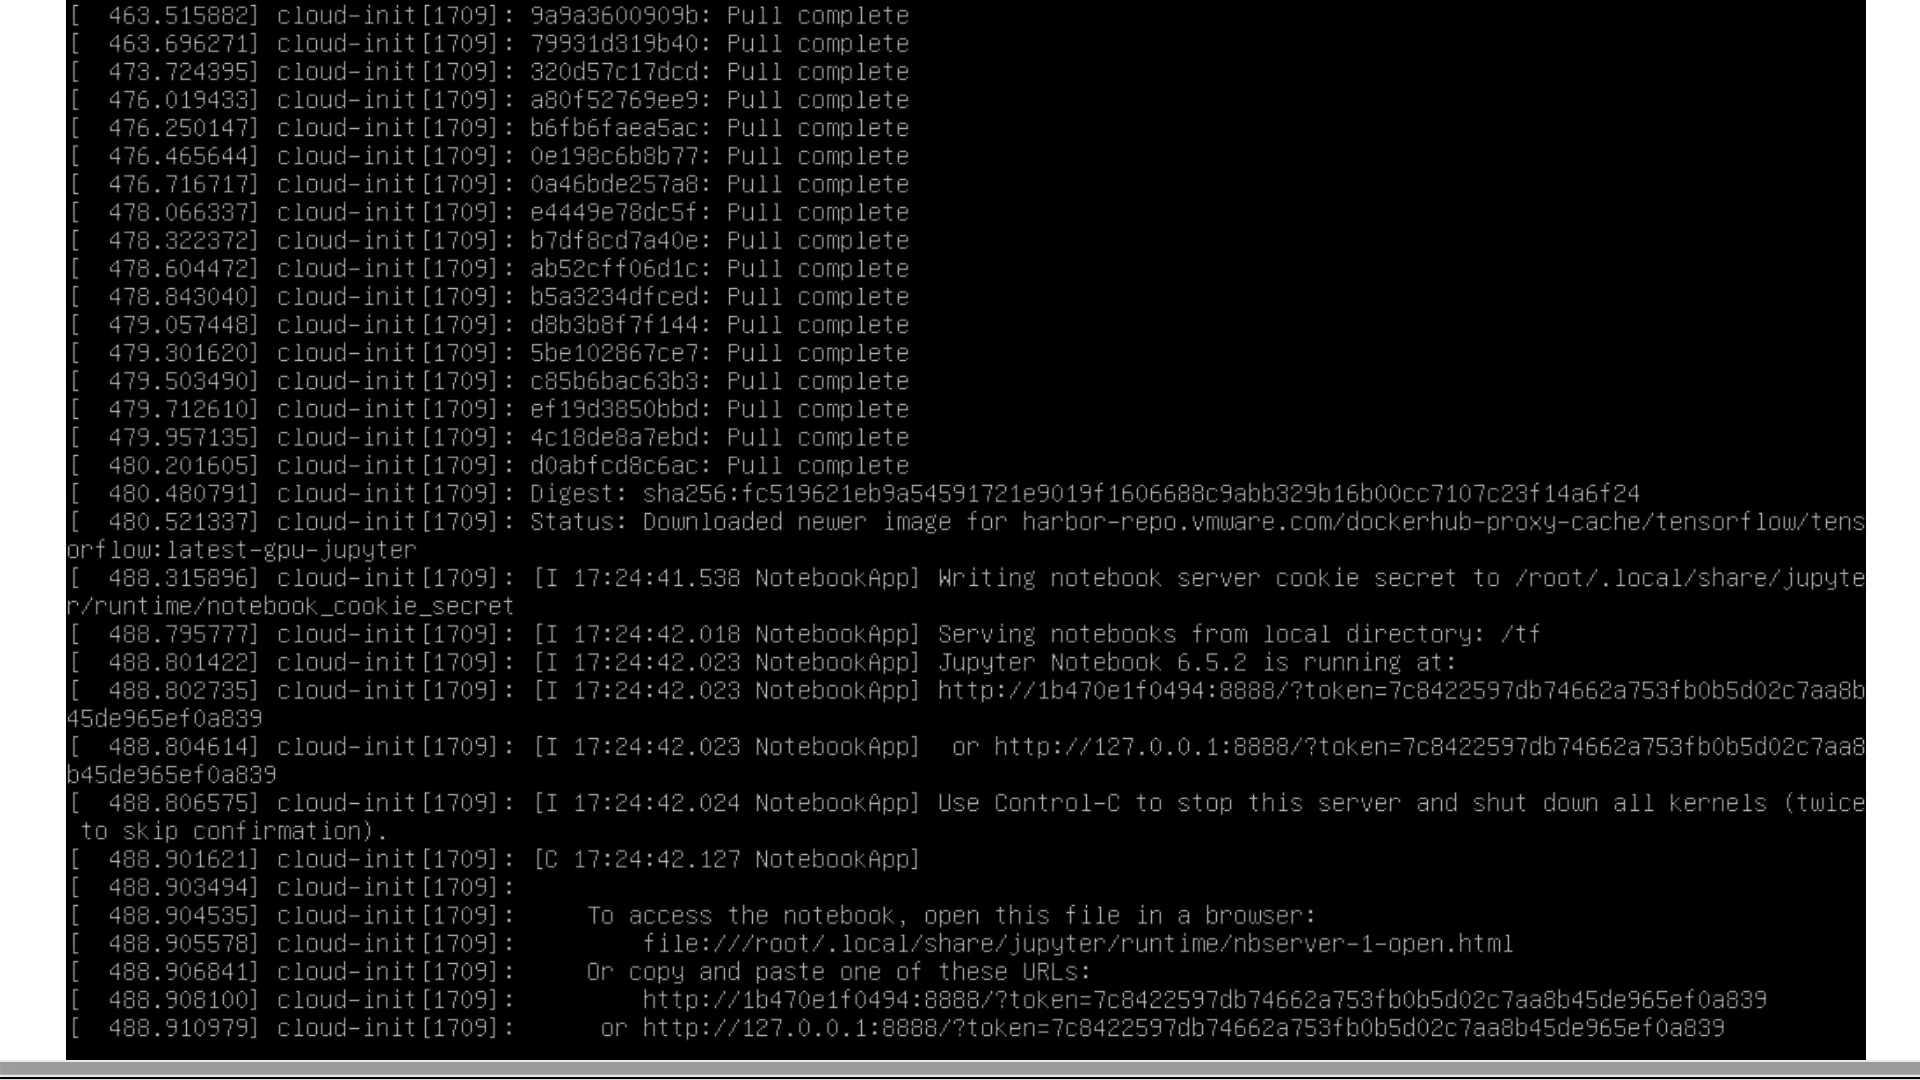 [  463.515882] cloud-init[1709]: 9a9a3600909b: Pull complete
[  463.696271] cloud-init[1709]: 79931d319b40: Pull complete
[  473.724395] cloud-init[1709]: 320d57c17dcd: Pull complete
[  476.019433] cloud-init[1709]: a80f52769ee9: Pull complete
[  476.250147] cloud-init[1709]: b6fb6faea5ac: Pull complete
[  476.465644] cloud-init[1709]: 0e198c6b8b77: Pull complete
[  476.716717] cloud-init[1709]: 0a46bde257a8: Pull complete
[  478.066337] cloud-init[1709]: e4449e78dc5f: Pull complete
[  478.322372] cloud-init[1709]: b7df8cd7a40e: Pull complete
[  478.604472] cloud-init[1709]: ab52cff06d1c: Pull complete
[  478.843040] cloud-init[1709]: b5a3234dfced: Pull complete
[  479.057448] cloud-init[1709]: d8b3b8f7f144: Pull complete
[  479.301620] cloud-init[1709]: 5be102867ce7: Pull complete
[  479.503490] cloud-init[1709]: c85b6bac63b3: Pull complete
[  479.712610] cloud-init[1709]: ef19d3850bbd: Pull complete
[  479.957135] cloud-init[1709]: 4c18de8a7ebd: Pull complete
[  480.201605] cloud-init[1709]: d0abfcd8c6ac: Pull complete
[  480.480791] cloud-init[1709]: Digest: sha256:fc519621eb9a54591721e9019f1606688c9abb329b16b00cc7107c23f14a6f24
[  480.521337] cloud-init[1709]: Status: Downloaded newer image for harbor-repo.vmware.com/dockerhub-proxy-cache/tensorflow/tens
orflow:latest-gpu-jupyter
[  488.315896] cloud-init[1709]: [I 17:24:41.538 NotebookApp] Writing notebook server cookie secret to /root/.local/share/jupyte
r/runtime/notebook_cookie_secret
[  488.795777] cloud-init[1709]: [I 17:24:42.018 NotebookApp] Serving notebooks from local directory: /tf
[  488.801422] cloud-init[1709]: [I 17:24:42.023 NotebookApp] Jupyter Notebook 6.5.2 is running at:
[  488.802735] cloud-init[1709]: [I 17:24:42.023 NotebookApp] http://1b470e1f0494:8888/?token=7c8422597db74662a753fb0b5d02c7aa8b
45de965ef0a839
[  488.804614] cloud-init[1709]: [I 17:24:42.023 NotebookApp]  or http://127.0.0.1:8888/?token=7c8422597db74662a753fb0b5d02c7aa8
b45de965ef0a839
[  488.806575] cloud-init[1709]: [I 17:24:42.024 NotebookApp] Use Control-C to stop this server and shut down all kernels (twice
 to skip confirmation).
[  488.901621] cloud-init[1709]: [C 17:24:42.127 NotebookApp]
[  488.903494] cloud-init[1709]:
[  488.904535] cloud-init[1709]:     To access the notebook, open this file in a browser:
[  488.905578] cloud-init[1709]:         file:///root/.local/share/jupyter/runtime/nbserver-1-open.html
[  488.906841] cloud-init[1709]:     Or copy and paste one of these URLs:
[  488.908100] cloud-init[1709]:         http://1b470e1f0494:8888/?token=7c8422597db74662a753fb0b5d02c7aa8b45de965ef0a839
[  488.910979] cloud-init[1709]:      or http://127.0.0.1:8888/?token=7c8422597db74662a753fb0b5d02c7aa8b45de965ef0a839